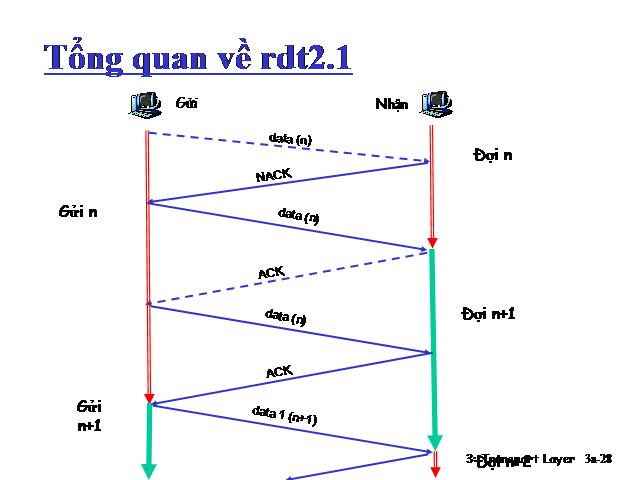 Tổng quan về rdt2.1
Gửi
Nhận
data (n)
Đợi n
NACK
Gửi n
data (n)
ACK
Đợi n+1
data (n)
ACK
Gửi
n+1
data 1 (n+1)
Đợi n+2
3: Transport Layer 3a-28